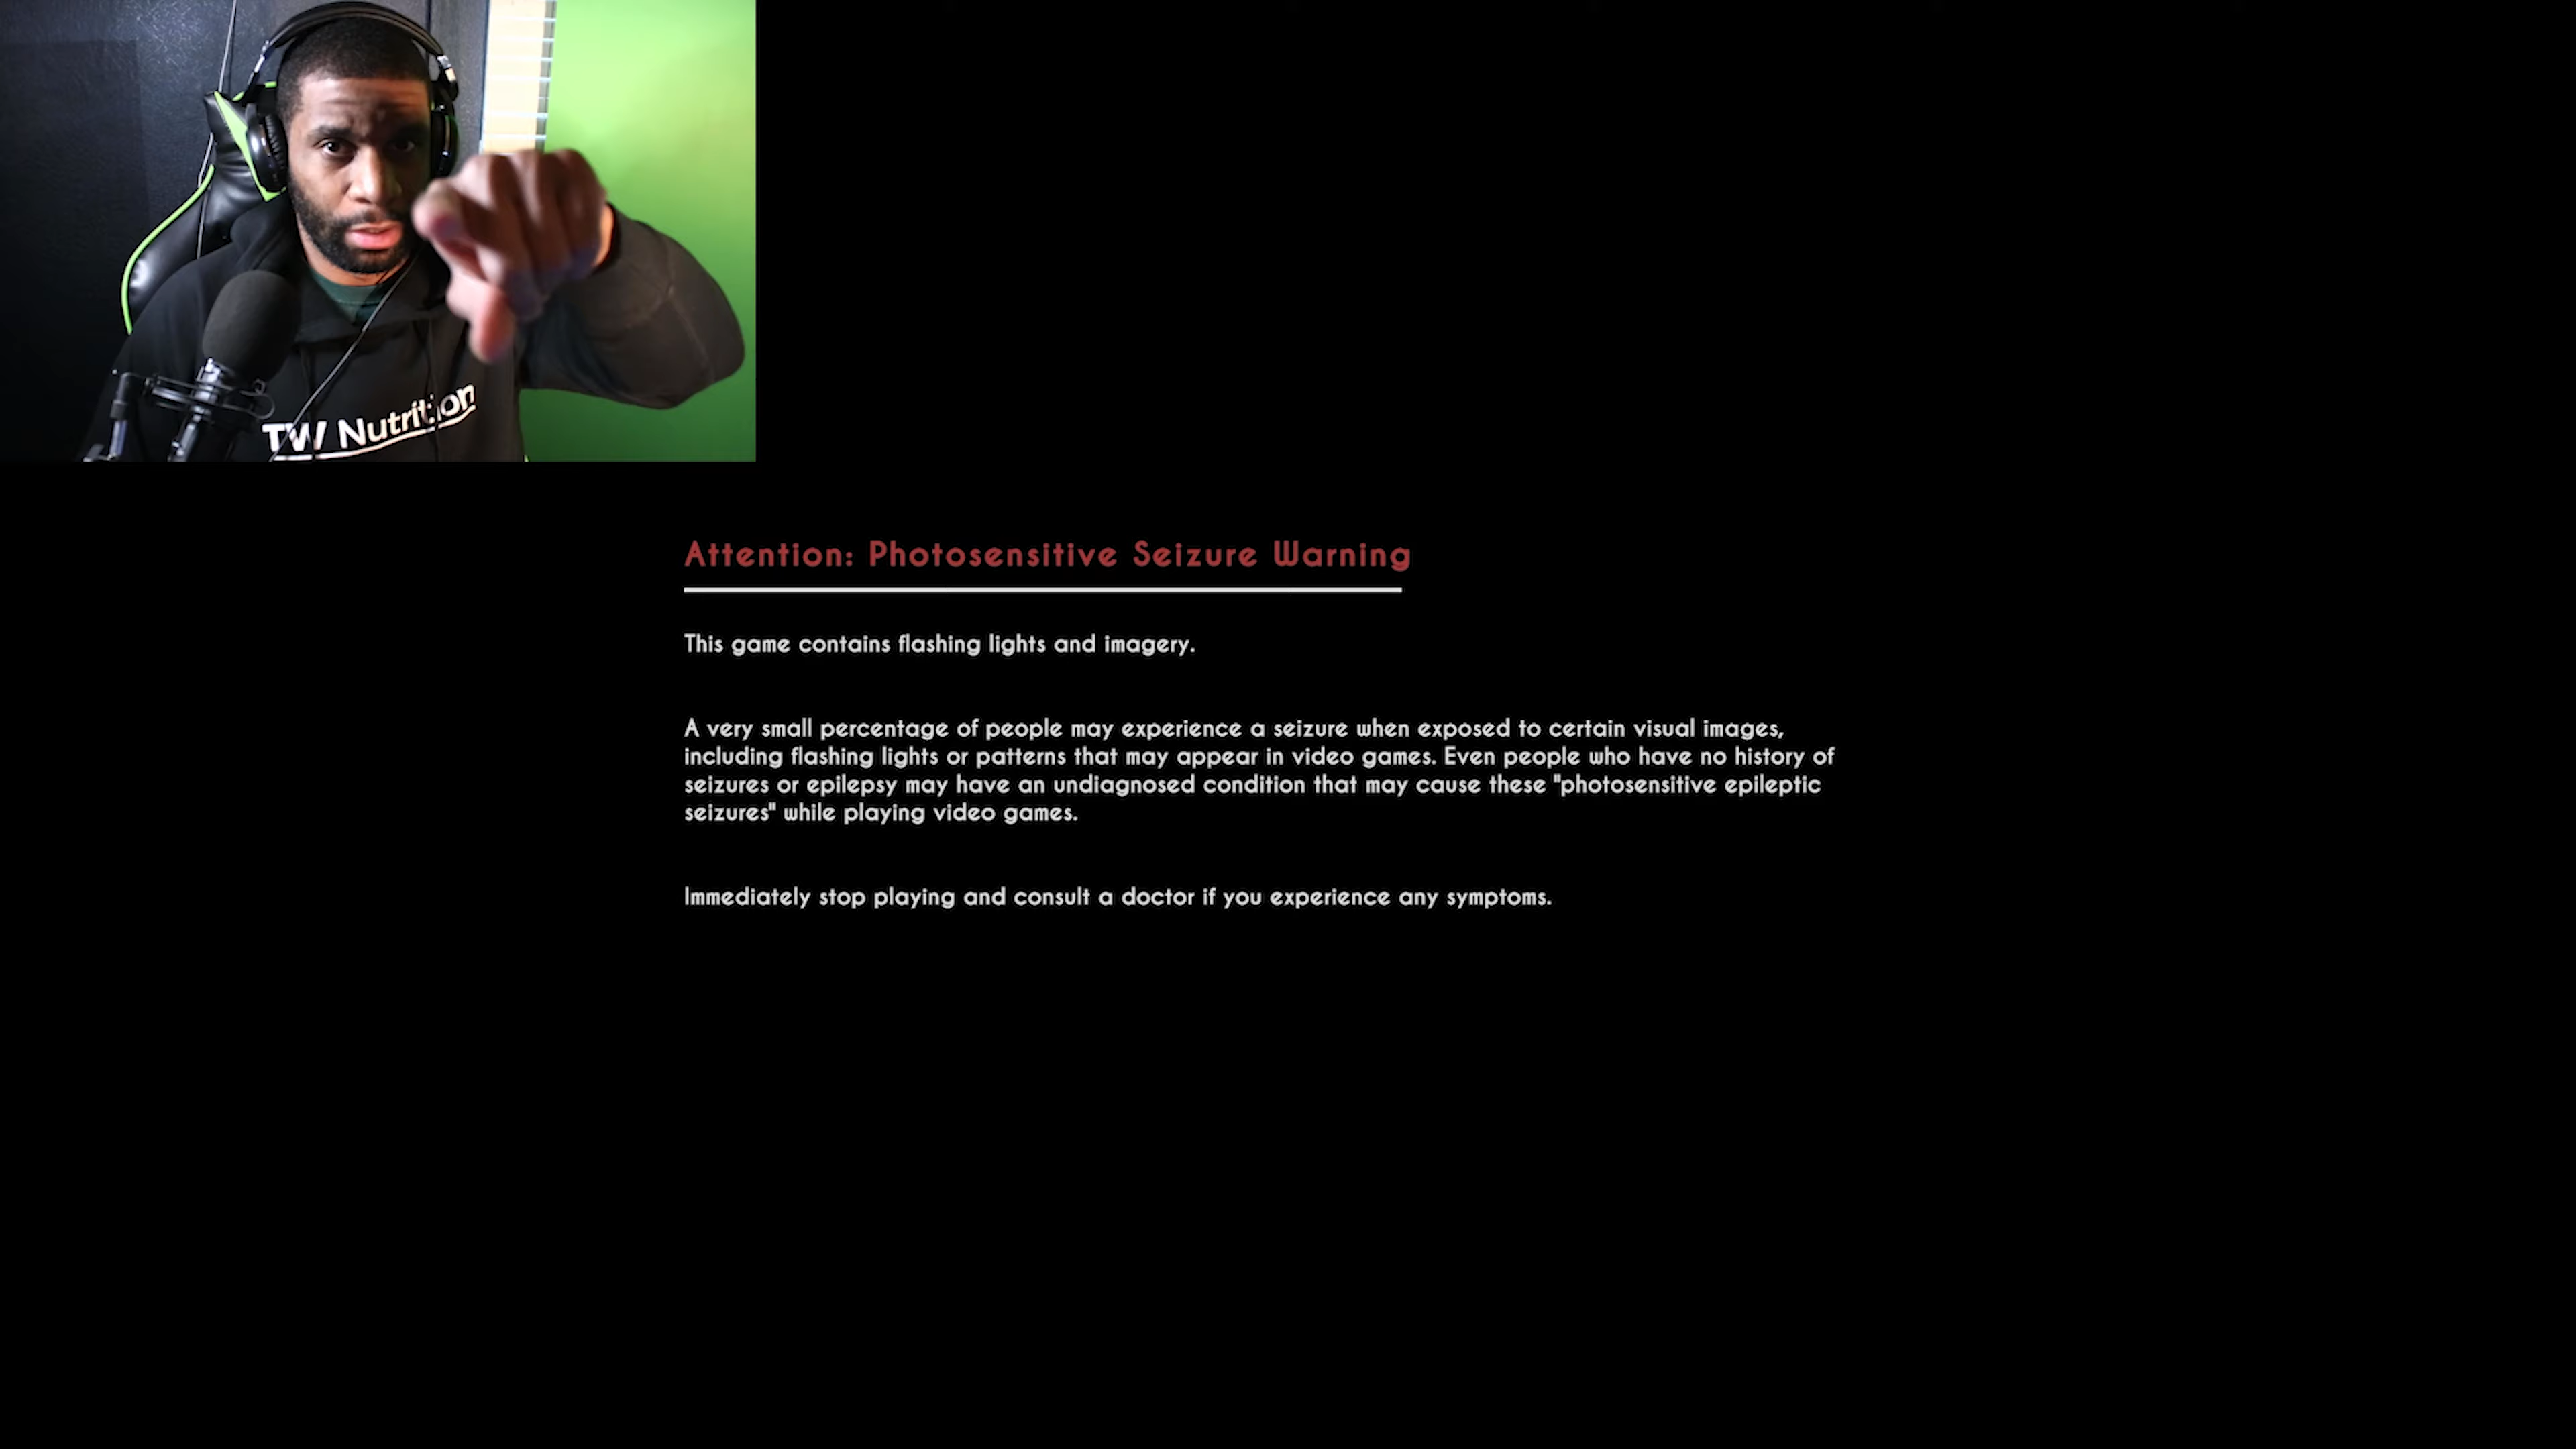 TW Nutrition
Attention: Photosensitive Seizure Warning
This game contains flashing lights and imagery.
A very small percentage of people may experience a seizure when exposed to certain visual images,
including flashing lights or patterns that may appear in video games. Even people who have no history of
seizures or epilepsy may have an undiagnosed condition that may cause these "photosensitive epileptic
seizures" while playing video games.
Immediately stop playing and consult a doctor if you experience any symptoms.